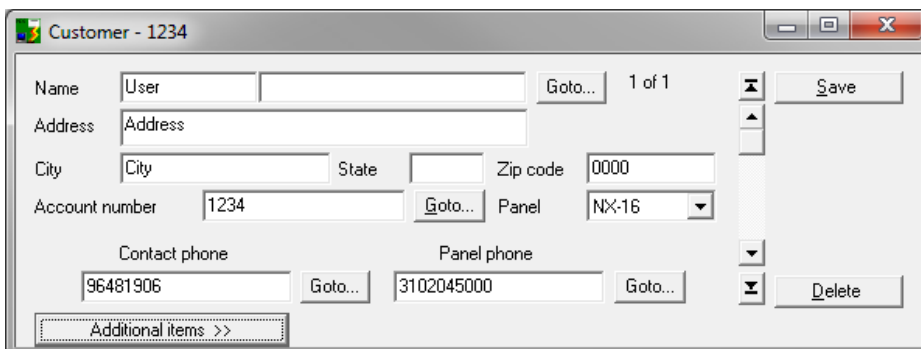 Customer - 1234
Name User Goto... 1 of 1 Save
Address Address
City City State Zip code 0000
Account number 1234 Goto... Panel NX-16
Contact phone Panel phone
96481906 Goto... 3102045000 Goto... Delete
Additional items >>